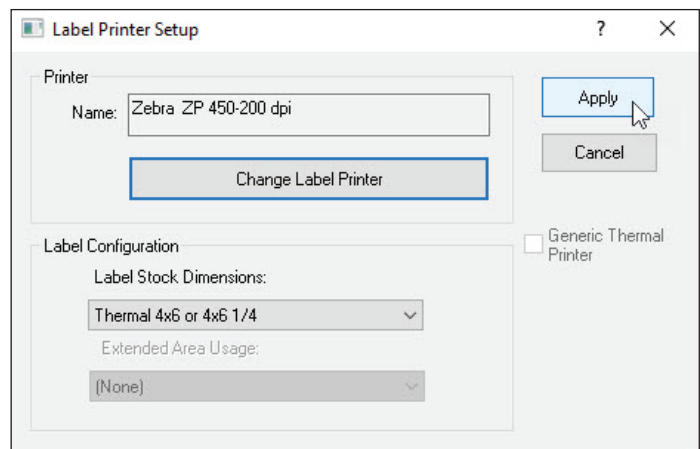 Label Printer Setup
?
Printer
Name: Zebra ZP 450-200 dpi
Change Label Printer
Apply
Cancel
Generic Thermal
Printer
Label Configuration
Label Stock Dimensions:
Thermal 4x6 or 4x6 1/4
Extended Area Usage:
(None)